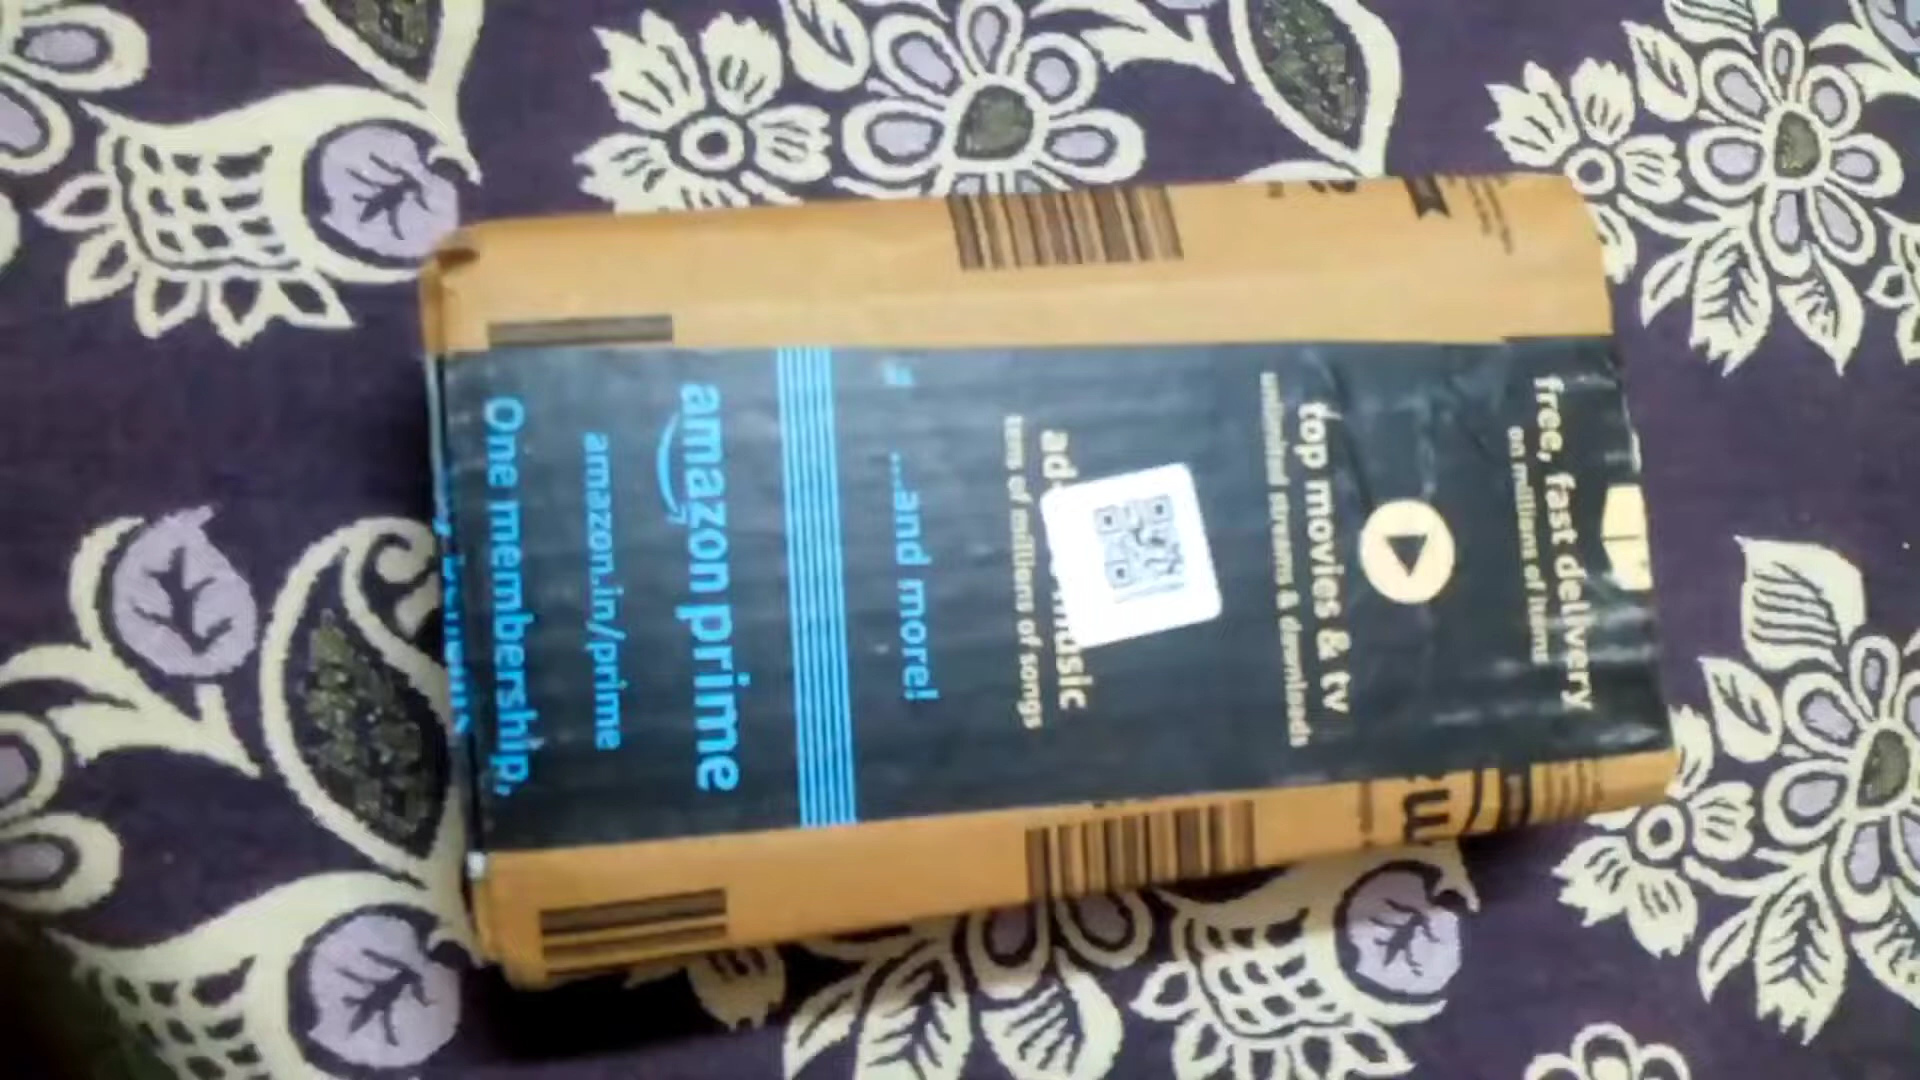 free, fast delivery
on millions of items
top movies & tv
unlimited streams & downloads
music
tens of millions of songs
...and more!
amazon prime
amazon.in/prime
One membership,